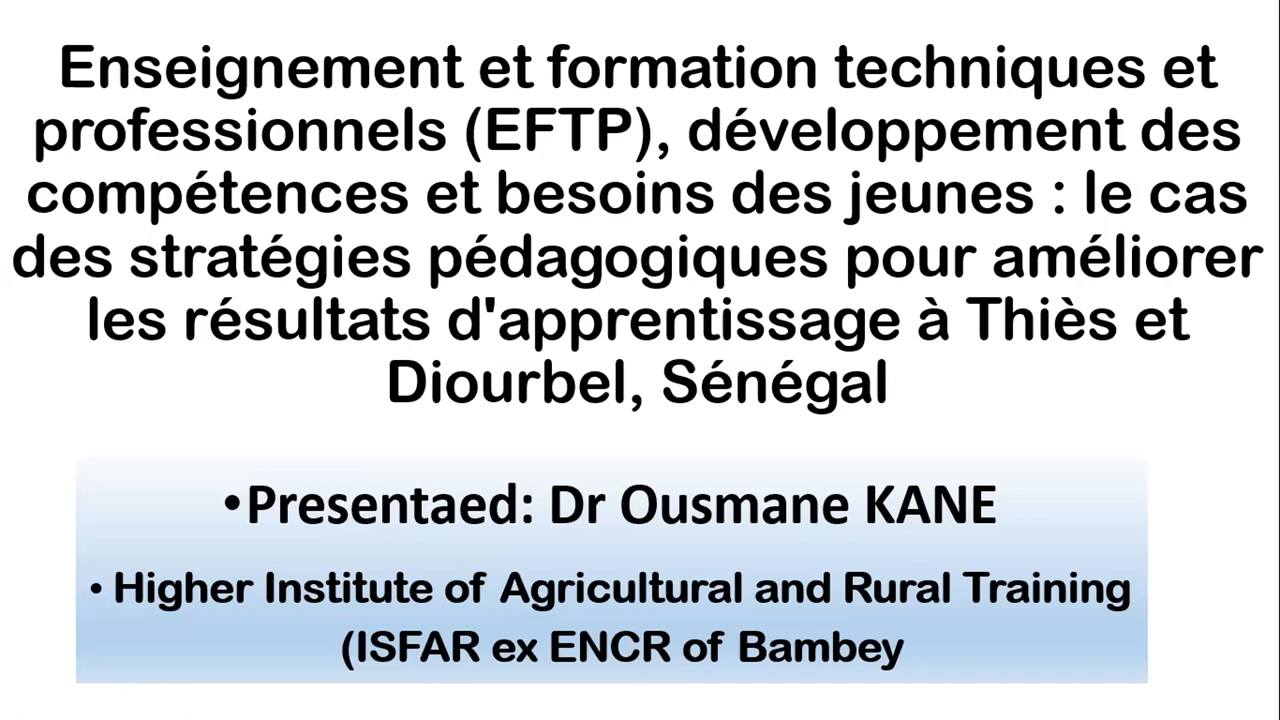 Enseignement et formation techniques et
professionnels (EFTP), développement des
compétences et besoins des jeunes : le cas
des stratégies pédagogiques pour améliorer
les résultats d'apprentissage à Thiès et
Diourbel, Sénégal
•Presentaed: Dr Ousmane KANE
• Higher Institute of Agricultural and Rural Training
(ISFAR ex ENCR of Bambey